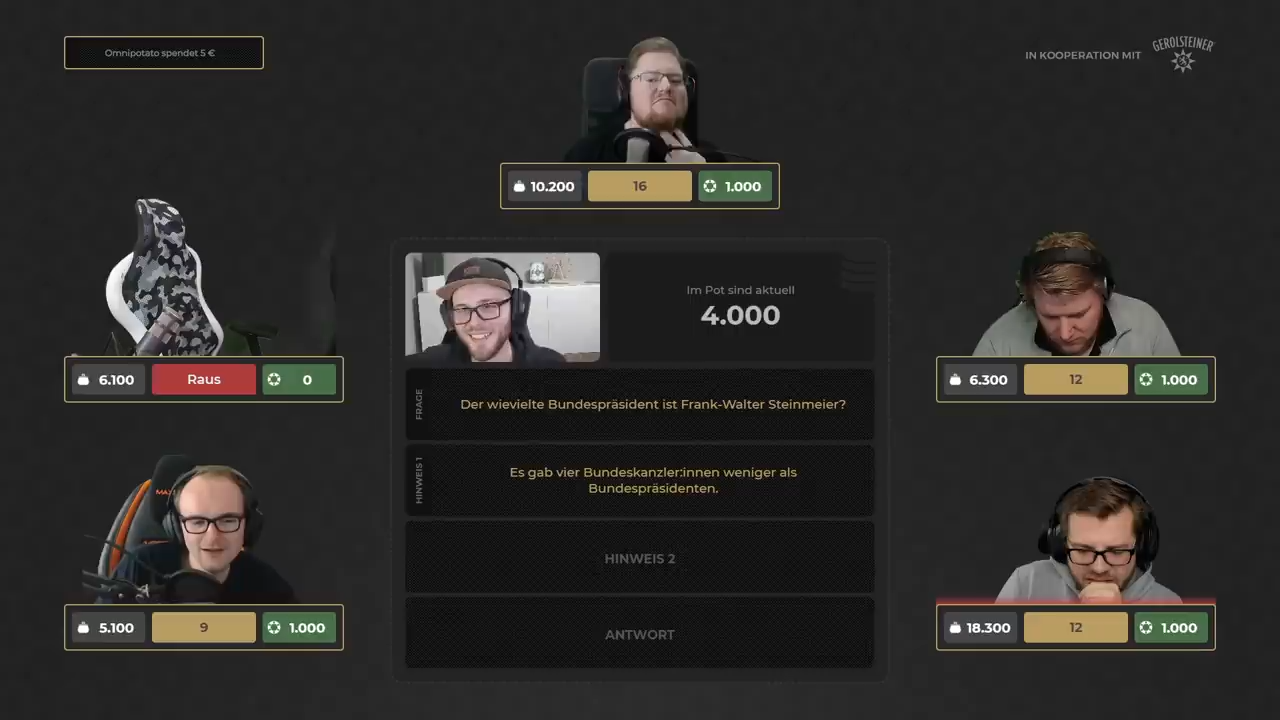 Omnipotato spendet 5 €
IN KOOPERATION MIT
GEROLSTEINER
10.200
16
1.000
6.100
Raus
0
Im Pot sind aktuell
4.000
6.300
12
1.000
FRAGE
Der wievielte Bundespräsident ist Frank-Walter Steinmeier?
HINWEIS 1
Es gab vier Bundeskanzler:innen weniger als
Bundespräsidenten.
HINWEIS 2
ANTWORT
5.100
9
1.000
18.300
12
1.000